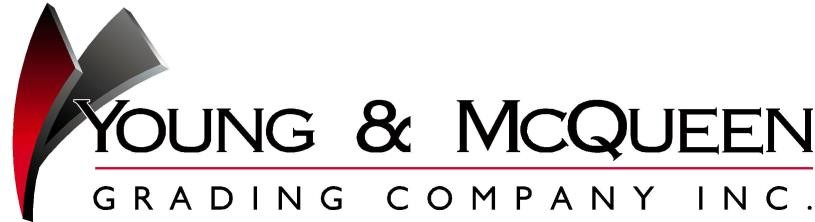 YOUNG & MCQUEEN
GRADING COMPANY INC.